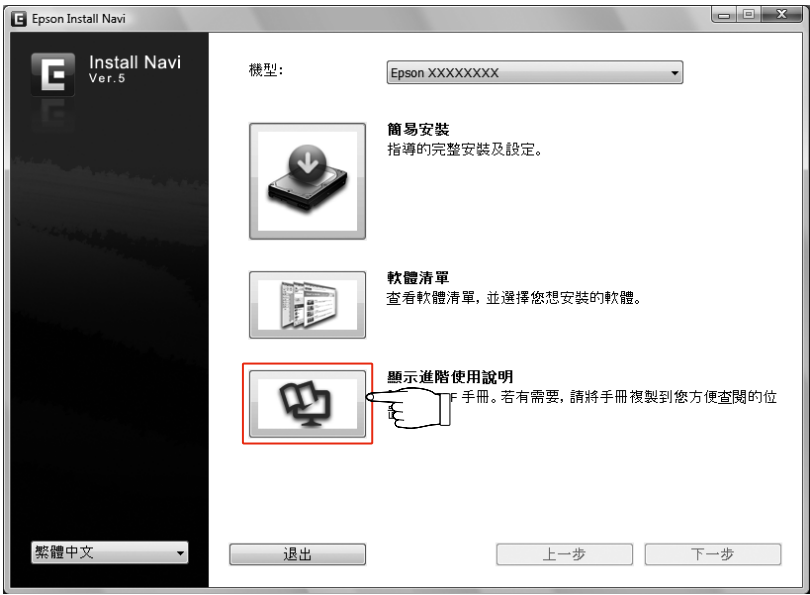 Epson Install Navi
Install Navi
Ver.5
機型:
Epson XXXXXXXX
簡易安裝
指導的完整安裝及設定。
軟體清單
查看軟體清單, 並選擇您想安裝的軟體。
顯示進階使用說明
F 手冊。若有需要, 請將手冊複製到您方便查閱的位
繁體中文
退出
上一步
下一步